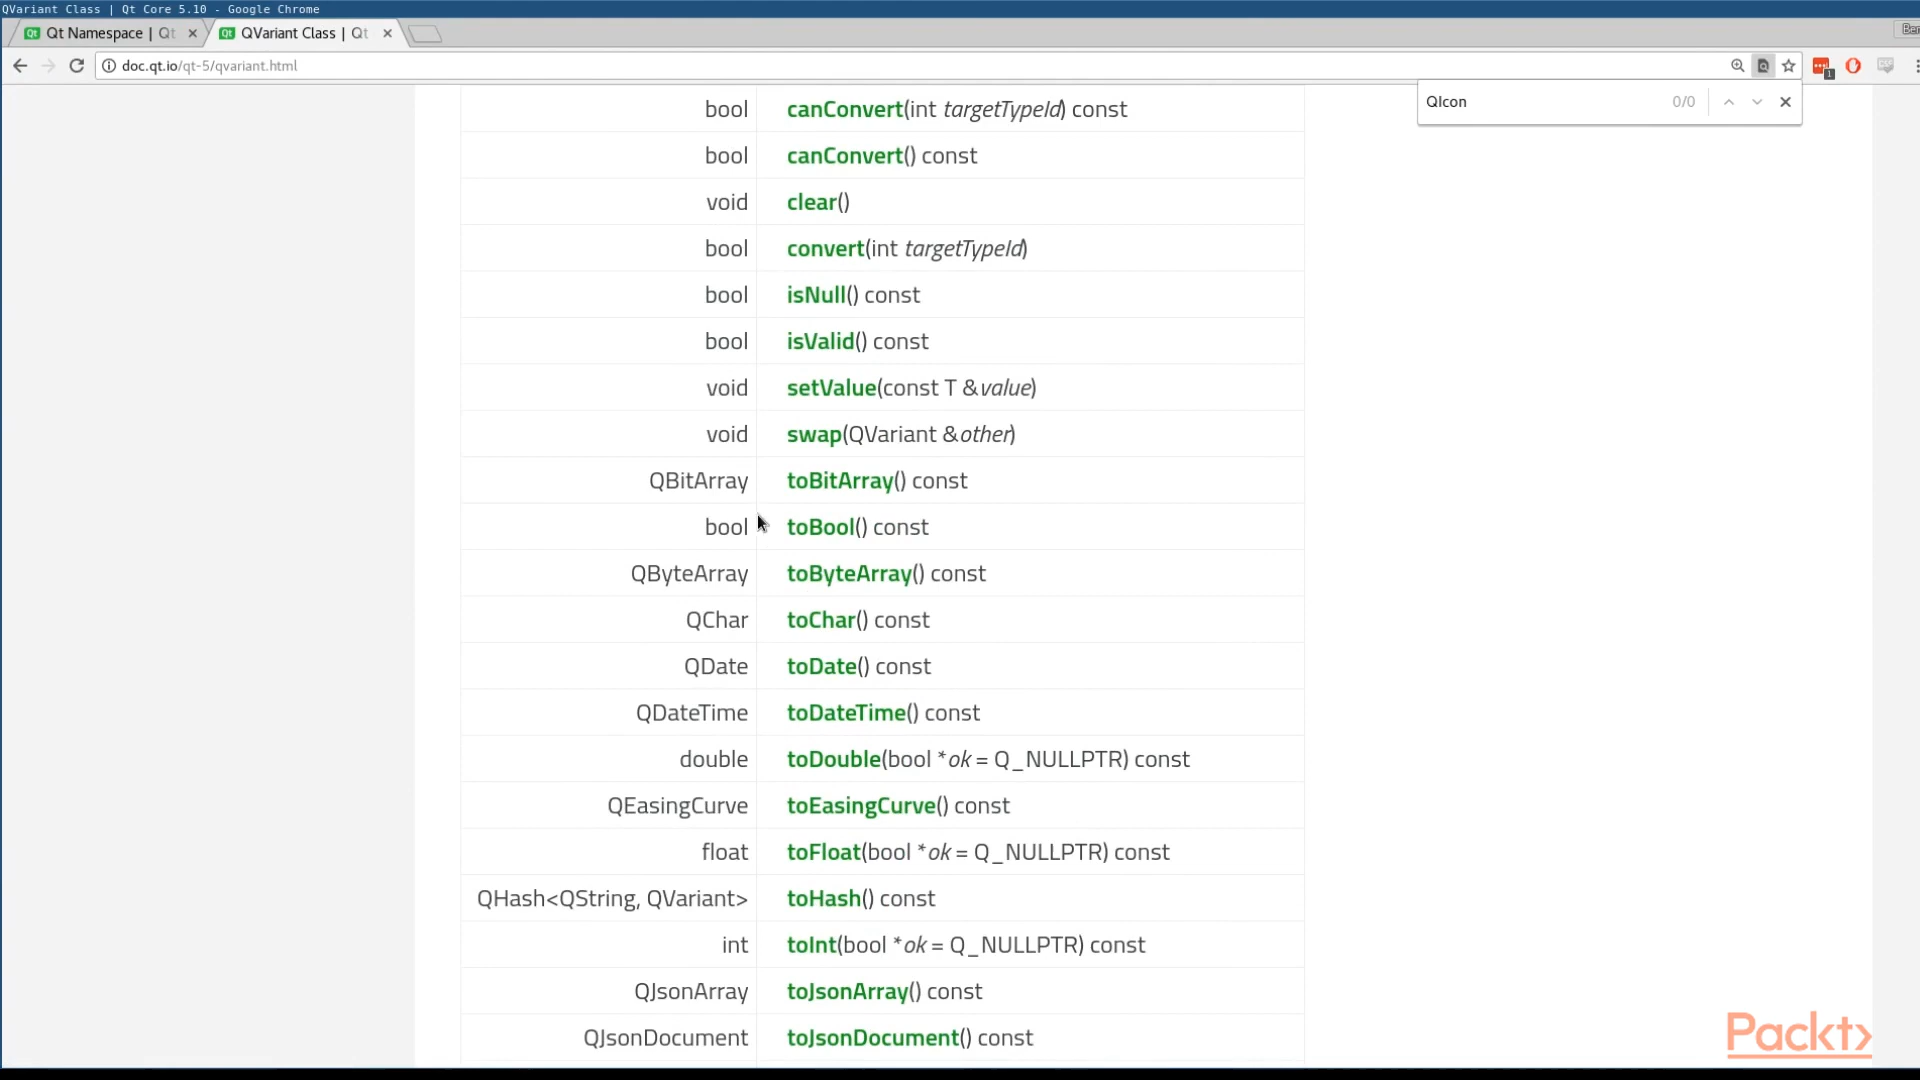 QVariant Class | Qt Core 5.10 - Google Chrome
Qt Namespace | Qt
QVariant Class | Qt
doc.qt.io/qt-5/qvariant.html
QIcon 0/0
bool canConvert(int targetTypeId) const
bool canConvert() const
void clear()
bool convert(int targetTypeId)
bool isNull() const
bool isValid() const
void setValue(const T &value)
void swap(QVariant &other)
QBitArray toBitArray() const
bool toBool() const
QByteArray toByteArray() const
QChar toChar() const
QDate toDate() const
QDateTime toDateTime() const
double toDouble(bool *ok = Q_NULLPTR) const
QEasingCurve toEasingCurve() const
float toFloat(bool *ok = Q_NULLPTR) const
QHash<QString, QVariant> toHash() const
int toInt(bool *ok = Q_NULLPTR) const
QJsonArray toJsonArray() const
QJsonDocument toJsonDocument() const
Packt>